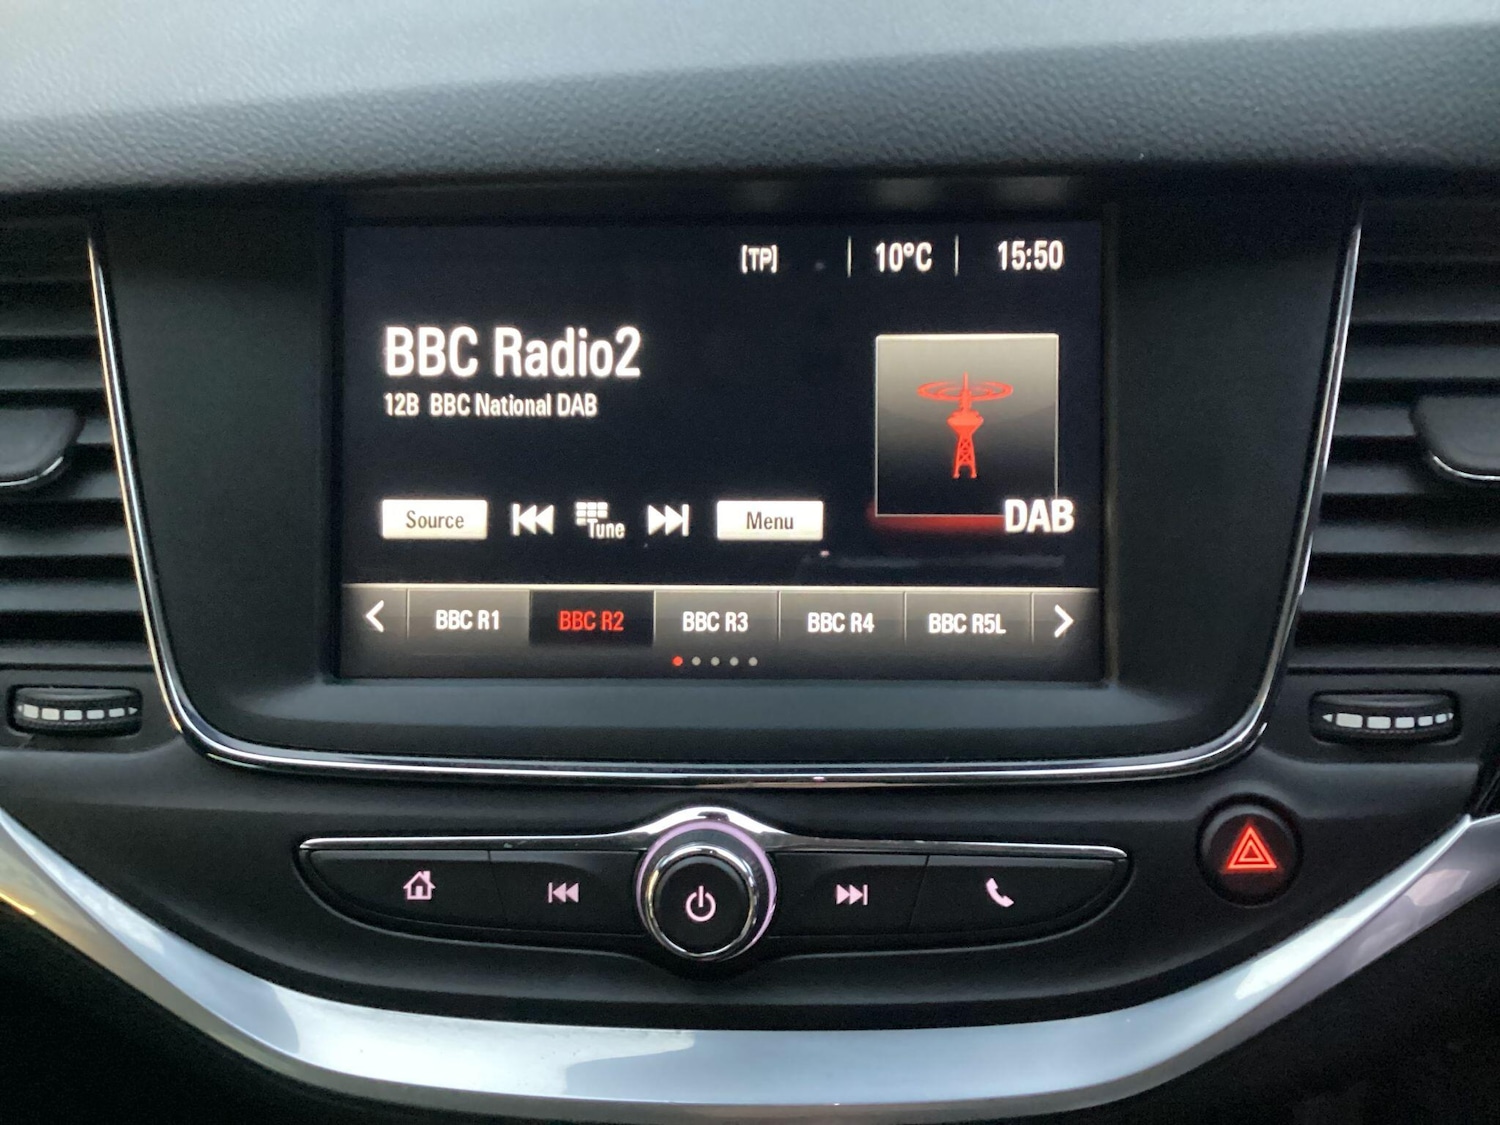 [TP] 10°C 15:50
BBC Radio2
12B BBC National DAB
DAB
Source Tune Menu
BBC R1 BBC R2 BBC R3 BBC R4 BBC R5L